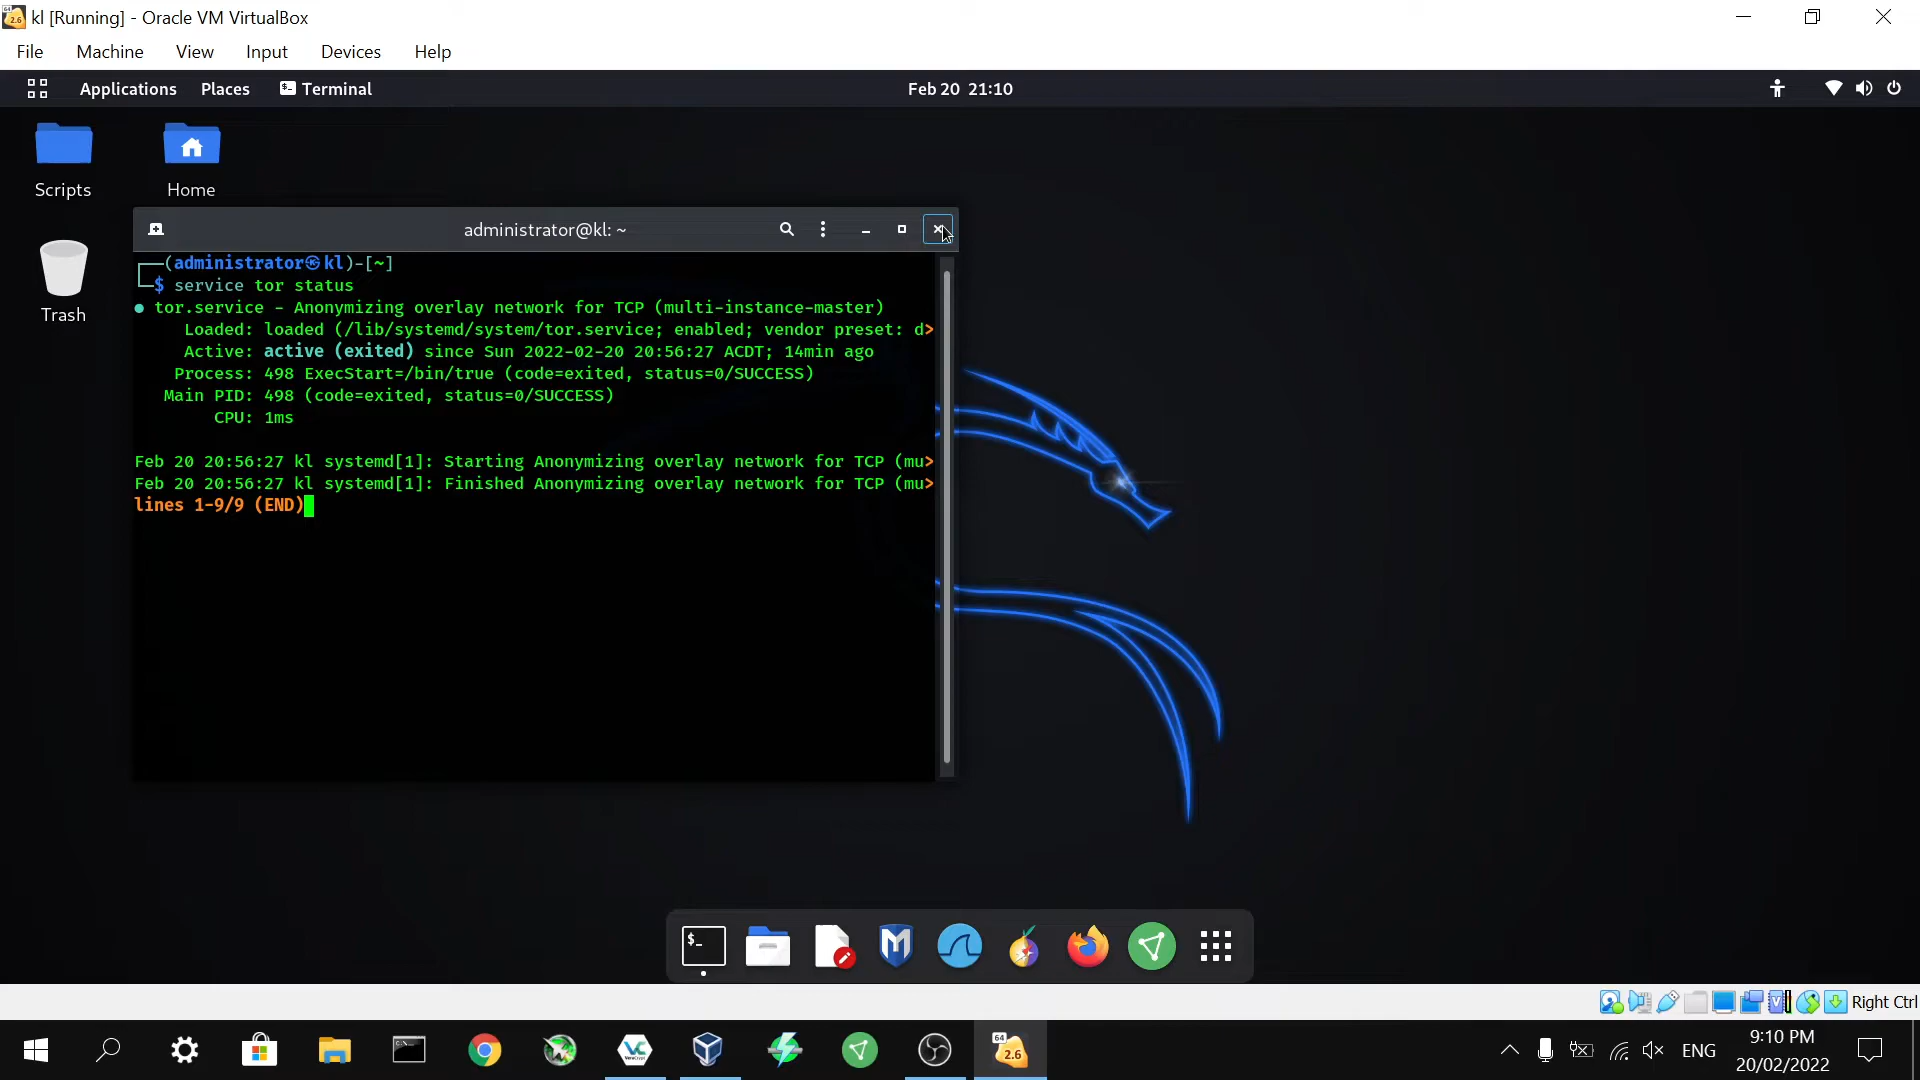 kl [Running] - Oracle VM VirtualBox
File Machine View Input Devices Help
Applications Places Terminal Feb 20 21:10
Scripts Home
Trash
administrator@kl: ~
┌──(administrator㉿kl)-[~]
└─$ service tor status
● tor.service - Anonymizing overlay network for TCP (multi-instance-master)
Loaded: loaded (/lib/systemd/system/tor.service; enabled; vendor preset: d>
Active: active (exited) since Sun 2022-02-20 20:56:27 ACDT; 14min ago
Process: 498 ExecStart=/bin/true (code=exited, status=0/SUCCESS)
Main PID: 498 (code=exited, status=0/SUCCESS)
CPU: 1ms
Feb 20 20:56:27 kl systemd[1]: Starting Anonymizing overlay network for TCP (mu>
Feb 20 20:56:27 kl systemd[1]: Finished Anonymizing overlay network for TCP (mu>
lines 1-9/9 (END)
Right Ctrl
64
2.6
ENG
9:10 PM
20/02/2022